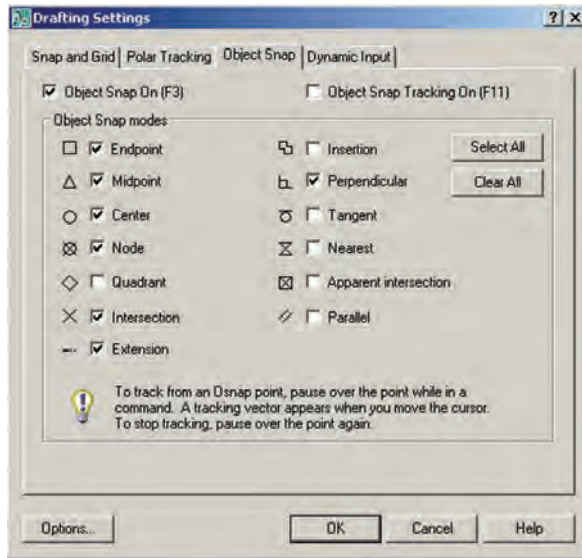 Drafting Settings
Snap and Grid Polar Tracking Object Snap Dynamic Input
Object Snap On (F3) Object Snap Tracking On (F11)
Object Snap modes
Endpoint Insertion Select All
Midpoint Perpendicular Clear All
Center Tangent
Node Nearest
Quadrant Apparent intersection
Intersection Parallel
Extension
To track from an Osnap point, pause over the point while in a
command. A tracking vector appears when you move the cursor.
To stop tracking, pause over the point again.
Options... OK Cancel Help